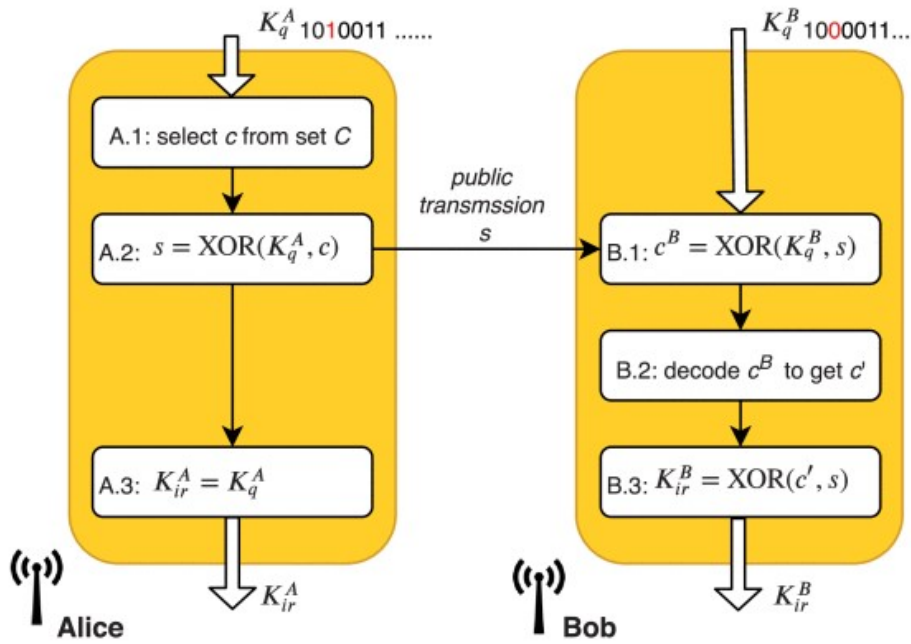 K_q^A 1010011 ......
K_q^B 1000011...
A.1: select c from set C
public
transmssion
s
A.2: s = XOR(K_q^A, c)
B.1: c^B = XOR(K_q^B, s)
B.2: decode c^B to get c'
A.3: K_ir^A = K_q^A
B.3: K_ir^B = XOR(c', s)
K_ir^A
K_ir^B
Alice
Bob